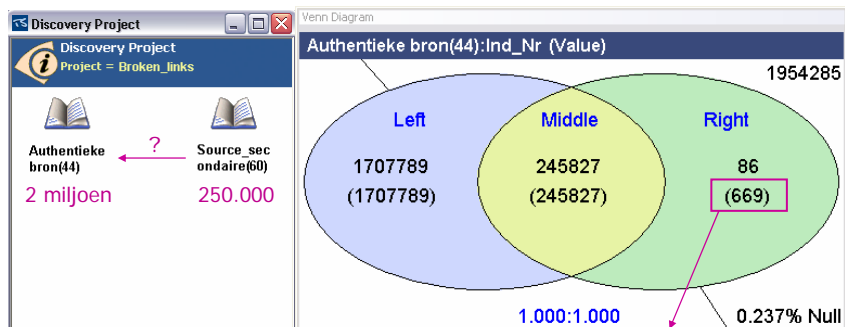 Discovery Project
Discovery Project
Project = Broken_links
?
Authentieke
bron(44)
Source_sec
ondaire(60)
2 miljoen
250.000
Venn Diagram
Authentieke bron(44):Ind_Nr (Value)
1954285
Left
Middle
Right
1707789
245827
86
(1707789)
(245827)
(669)
1.000:1.000
0.237% Null